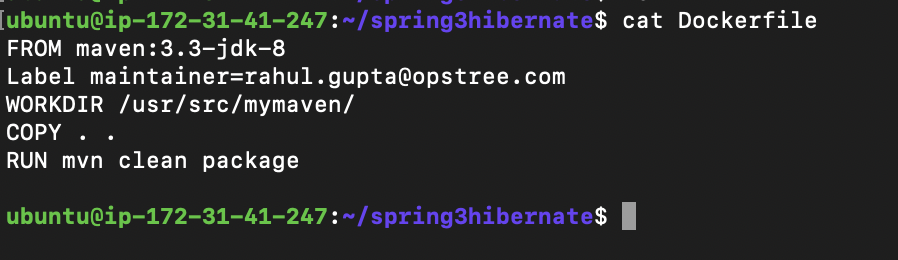 ubuntu@ip-172-31-41-247:~/spring3hibernate$ cat Dockerfile
FROM maven:3.3-jdk-8
Label maintainer=rahul.gupta@opstree.com
WORKDIR /usr/src/mymaven/
COPY . .
RUN mvn clean package
ubuntu@ip-172-31-41-247:~/spring3hibernate$